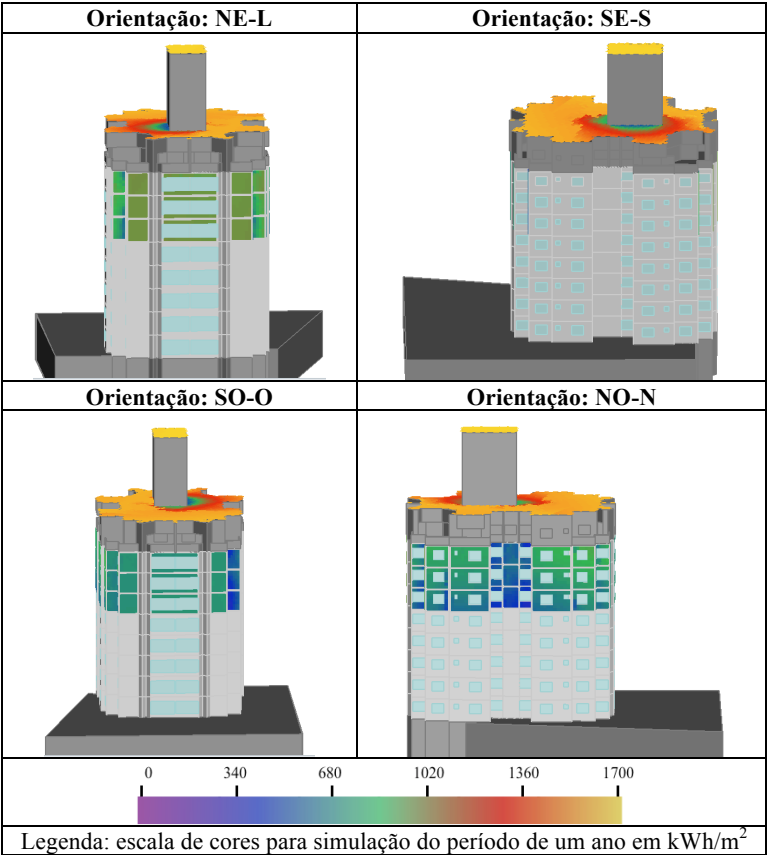 Orientação: NE-L
Orientação: SE-S
Orientação: SO-O
Orientação: NO-N
0 340 680 1020 1360 1700
Legenda: escala de cores para simulação do período de um ano em kWh/m²